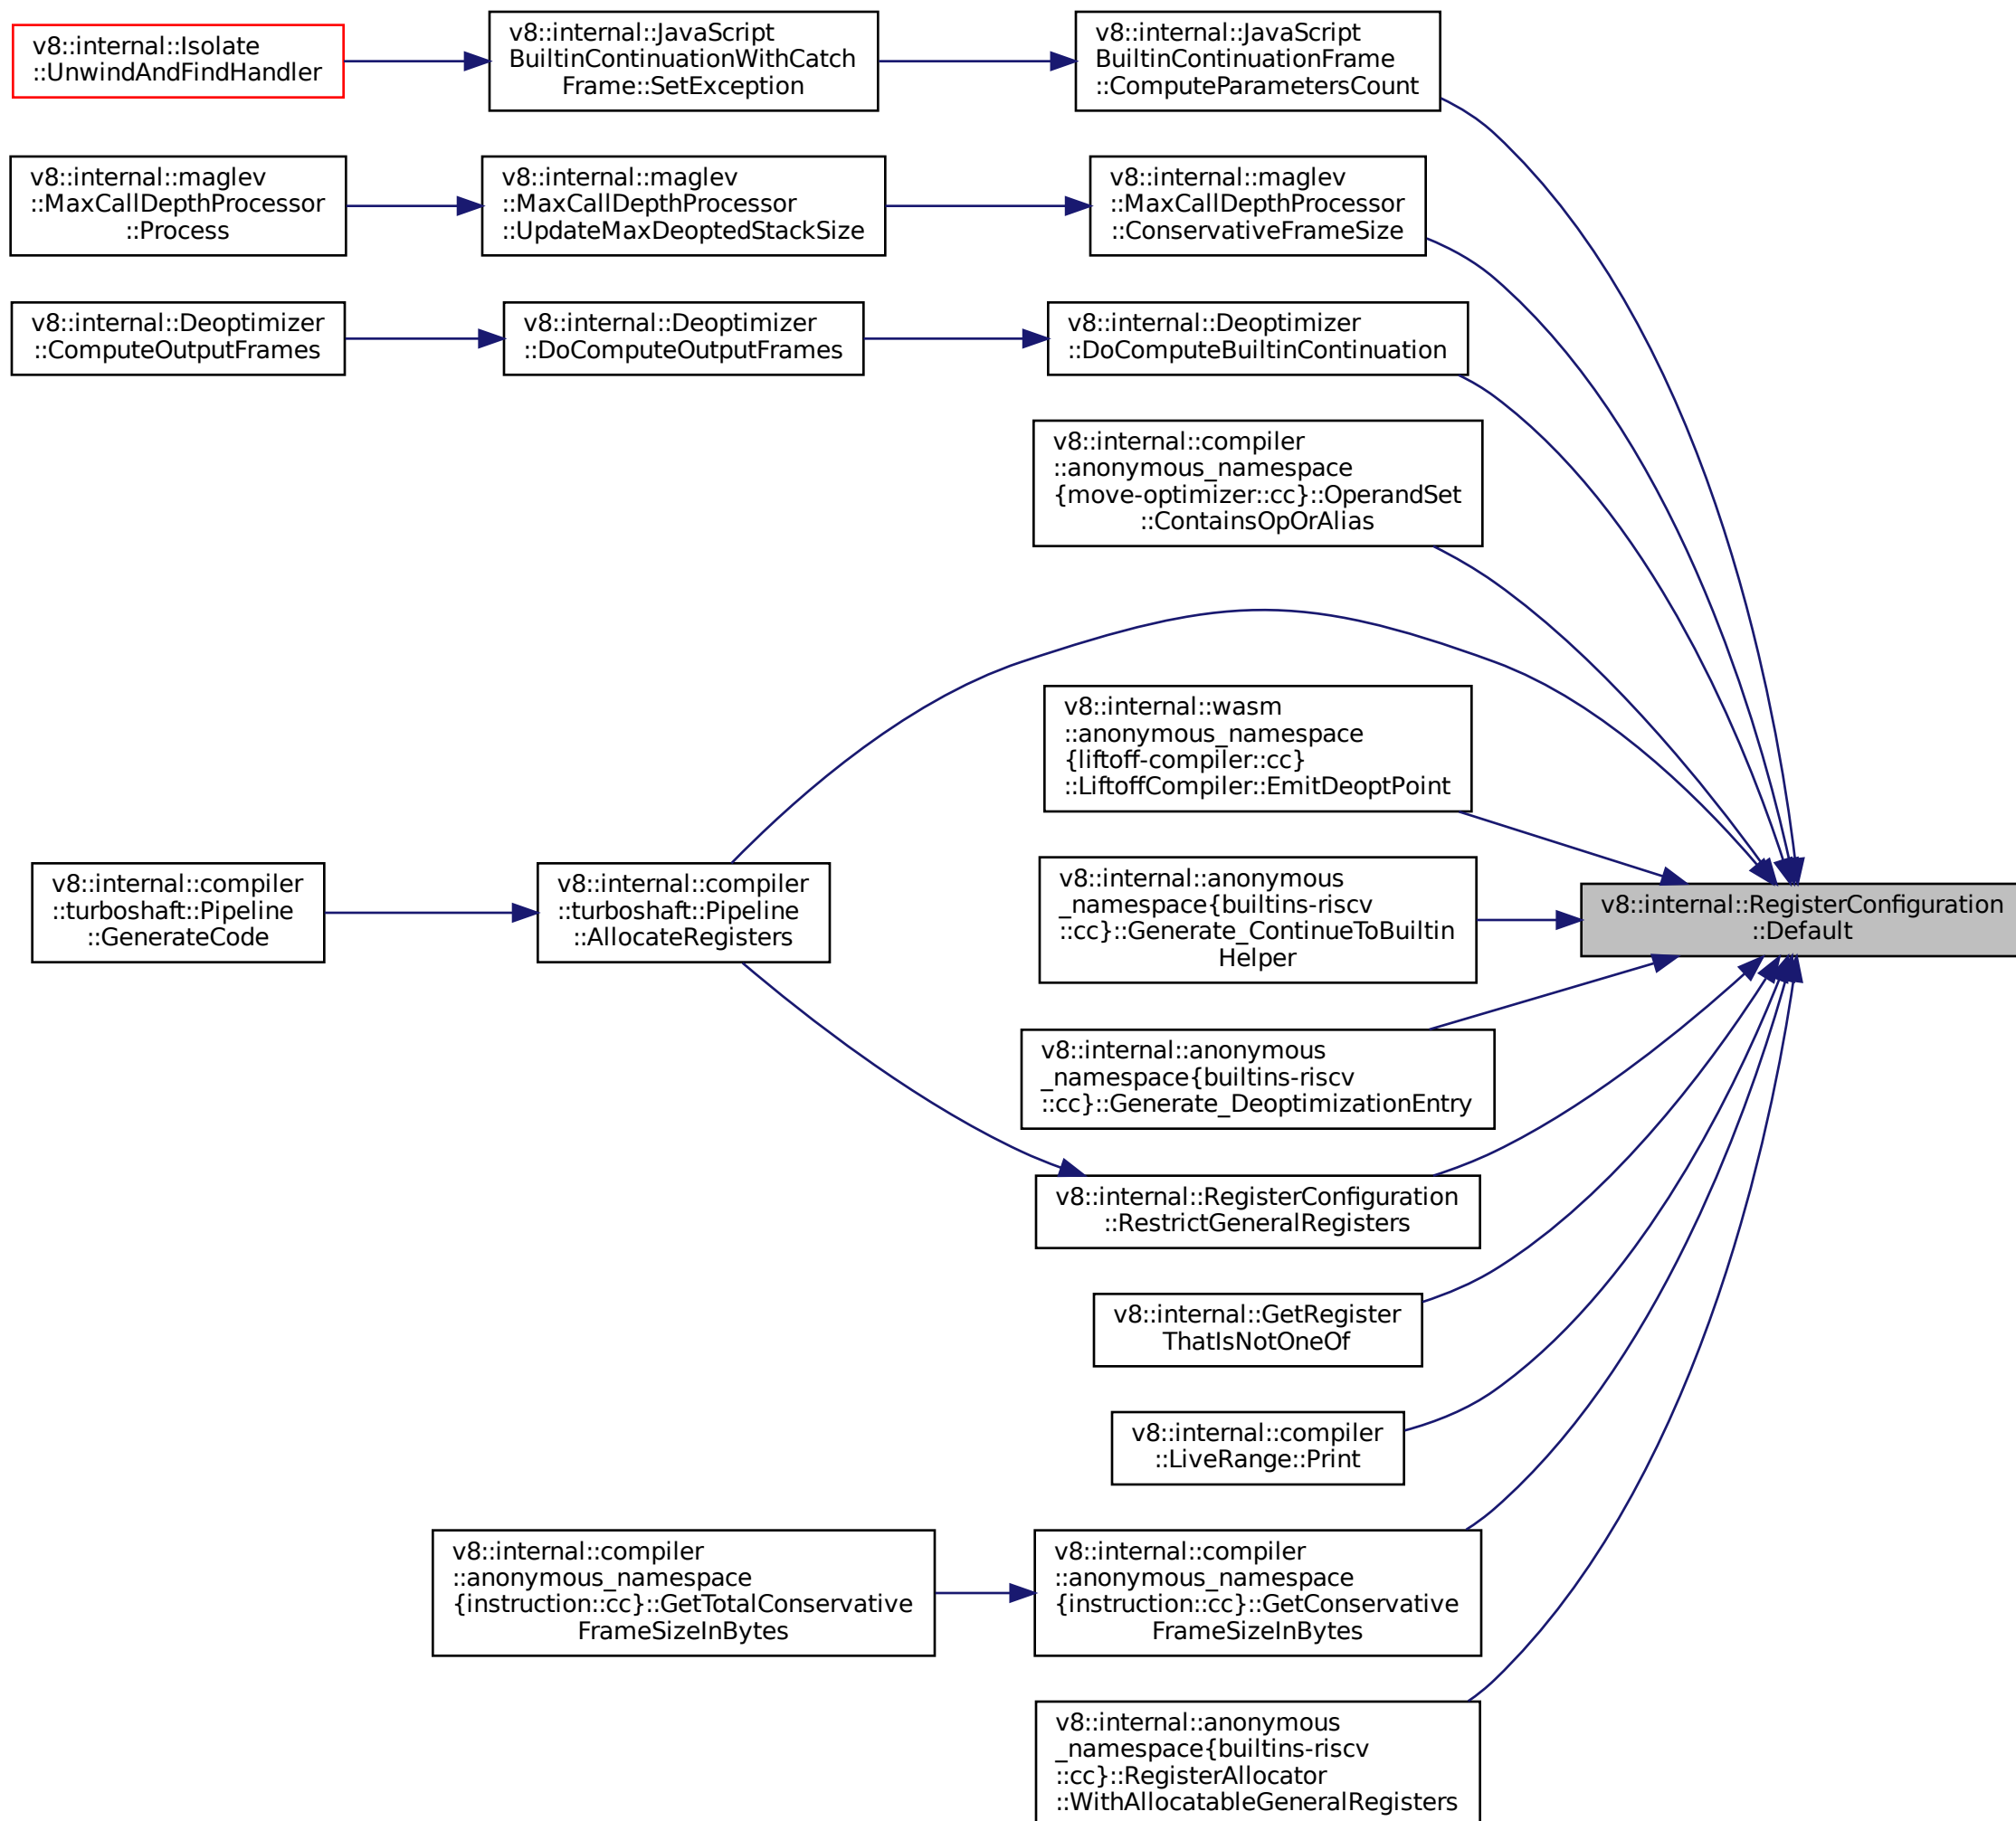 v8::internal::Isolate
::UnwindAndFindHandler
v8::internal::JavaScript
BuiltinContinuationWithCatch
Frame::SetException
v8::internal::JavaScript
BuiltinContinuationFrame
::ComputeParametersCount
v8::internal::maglev
::MaxCallDepthProcessor
::Process
v8::internal::maglev
::MaxCallDepthProcessor
::UpdateMaxDeoptedStackSize
v8::internal::maglev
::MaxCallDepthProcessor
::ConservativeFrameSize
v8::internal::Deoptimizer
::ComputeOutputFrames
v8::internal::Deoptimizer
::DoComputeOutputFrames
v8::internal::Deoptimizer
::DoComputeBuiltinContinuation
v8::internal::compiler
::anonymous_namespace
{move-optimizer::cc}::OperandSet
::ContainsOpOrAlias
v8::internal::wasm
::anonymous_namespace
{liftoff-compiler::cc}
::LiftoffCompiler::EmitDeoptPoint
v8::internal::compiler
::turboshaft::Pipeline
::GenerateCode
v8::internal::compiler
::turboshaft::Pipeline
::AllocateRegisters
v8::internal::anonymous
_namespace{builtins-riscv
::cc}::Generate_ContinueToBuiltin
Helper
v8::internal::RegisterConfiguration
::Default
v8::internal::anonymous
_namespace{builtins-riscv
::cc}::Generate_DeoptimizationEntry
v8::internal::RegisterConfiguration
::RestrictGeneralRegisters
v8::internal::GetRegister
ThatIsNotOneOf
v8::internal::compiler
::LiveRange::Print
v8::internal::compiler
::anonymous_namespace
{instruction::cc}::GetTotalConservative
FrameSizeInBytes
v8::internal::compiler
::anonymous_namespace
{instruction::cc}::GetConservative
FrameSizeInBytes
v8::internal::anonymous
_namespace{builtins-riscv
::cc}::RegisterAllocator
::WithAllocatableGeneralRegisters